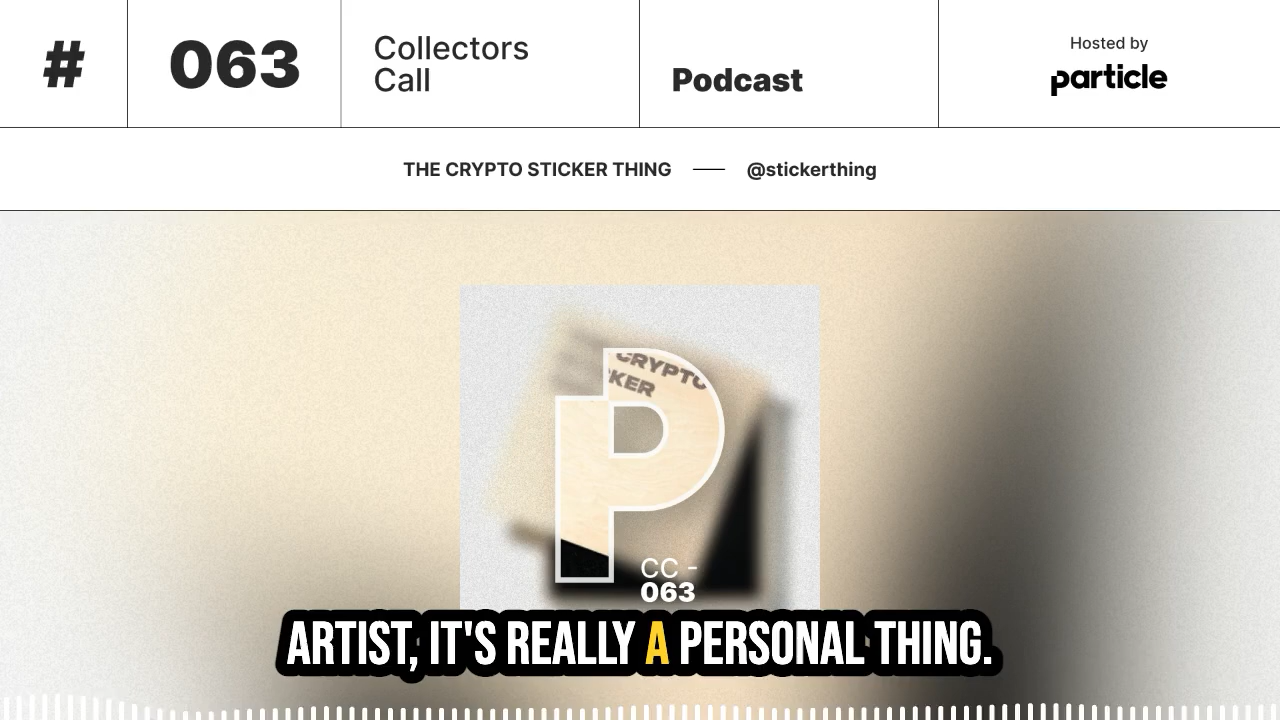 #
063
Collectors
Call
Podcast
Hosted by
particle
THE CRYPTO STICKER THING — @stickerthing
CRYPTO
KER
CC -
063
ARTIST, IT'S REALLY A PERSONAL THING.